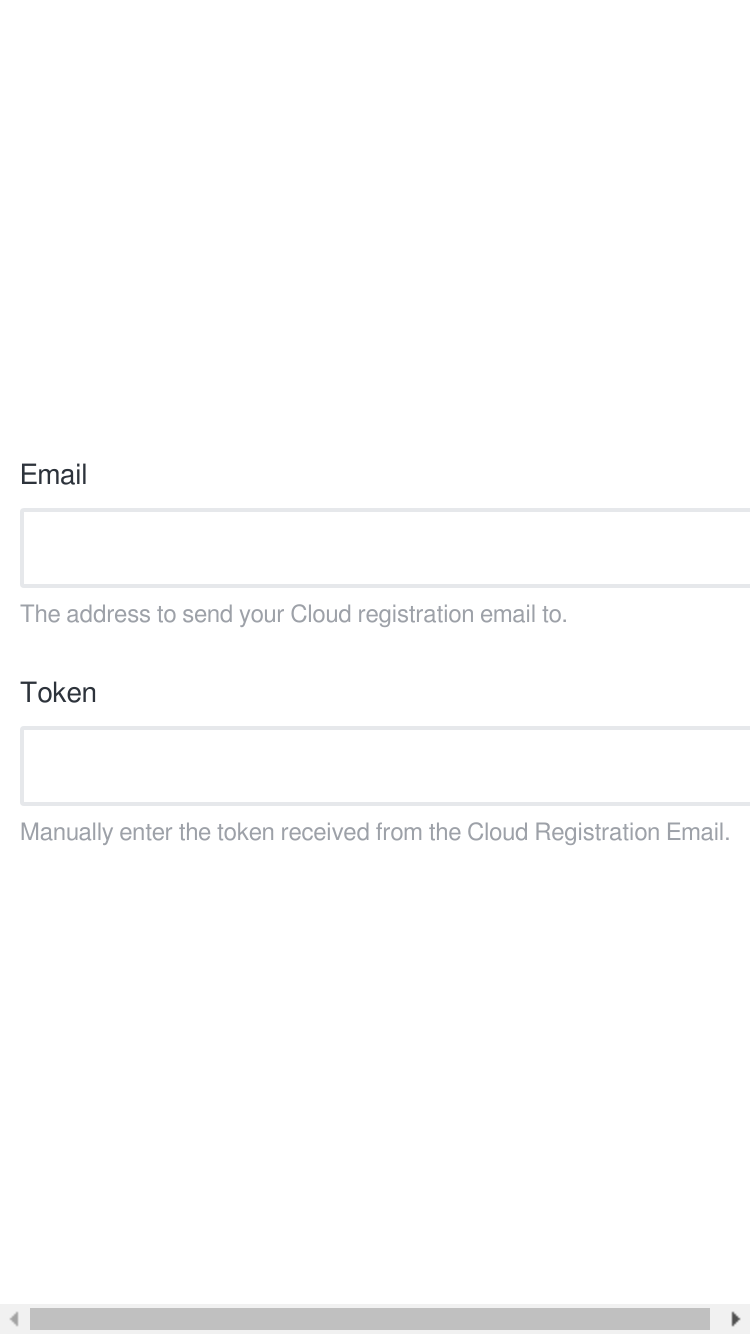 Email
The address to send your Cloud registration email to.
Token
Manually enter the token received from the Cloud Registration Email.